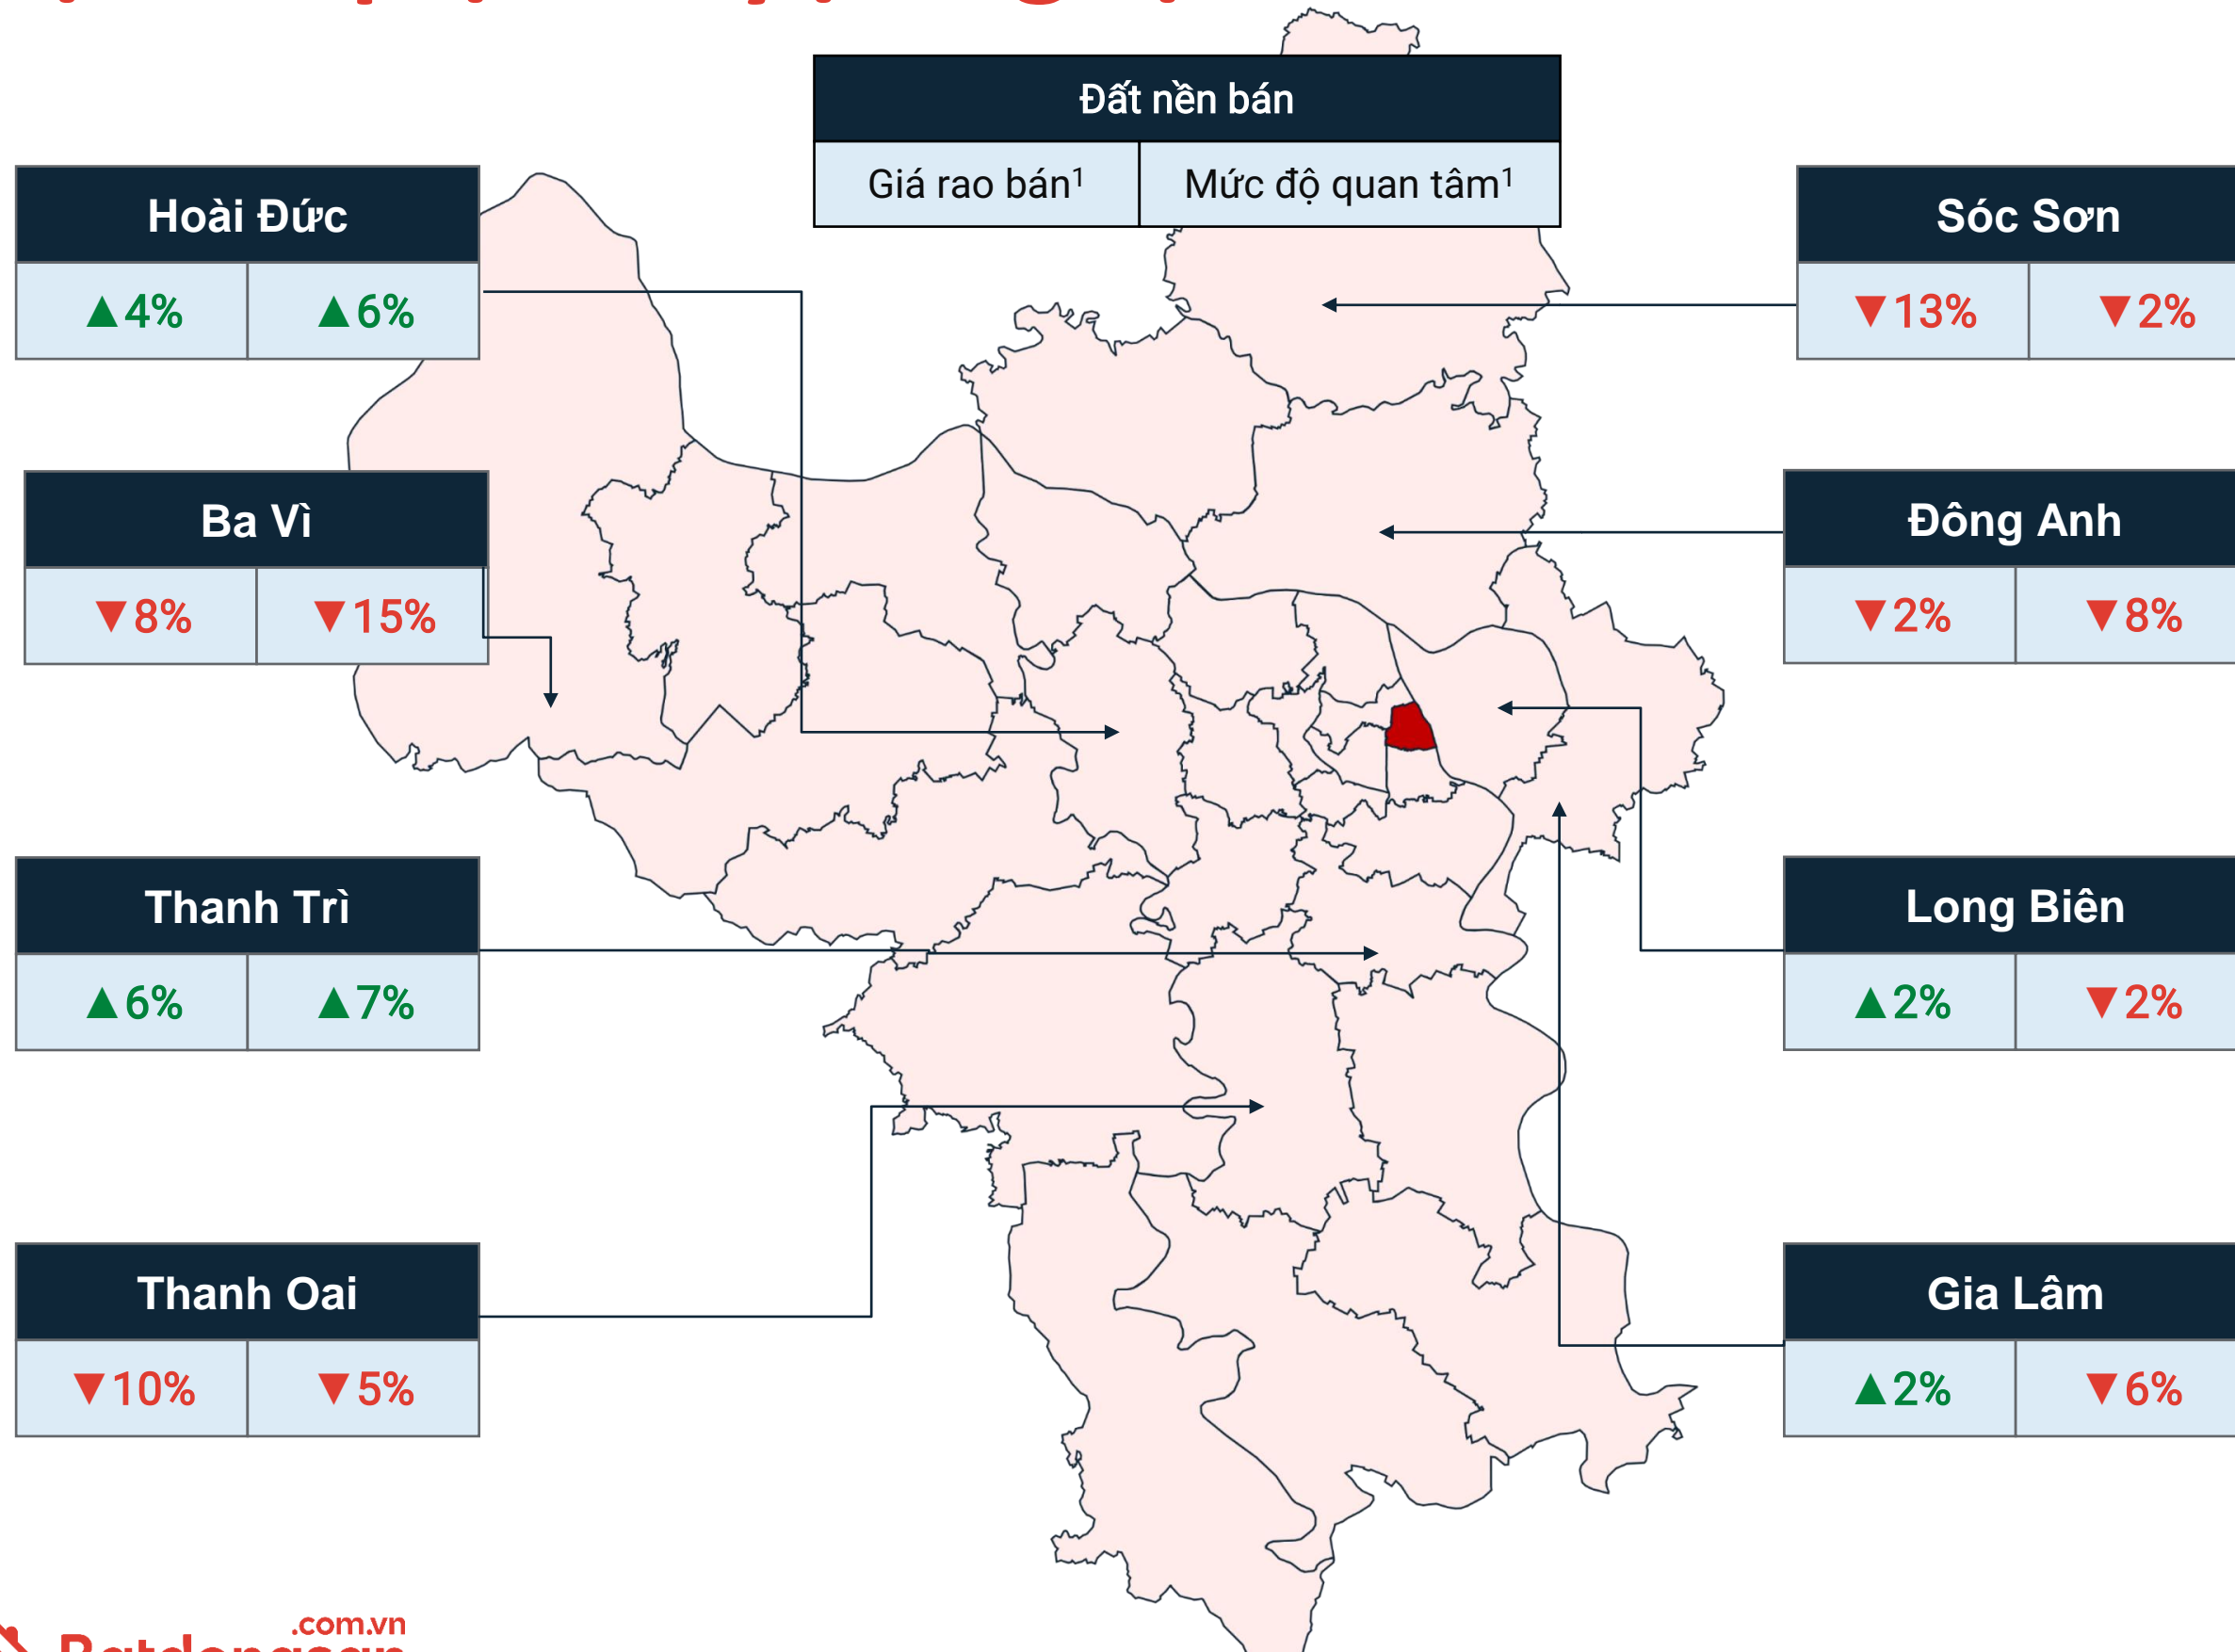 Đất nền bán
Giá rao bán¹ Mức độ quan tâm¹
Hoài Đức
▲4% ▲6%
Sóc Sơn
▼13% ▼2%
Ba Vì
▼8% ▼15%
Đông Anh
▼2% ▼8%
Thanh Trì
▲6% ▲7%
Long Biên
▲2% ▼2%
Thanh Oai
▼10% ▼5%
Gia Lâm
▲2% ▼6%
.com.vn
Batdongsan